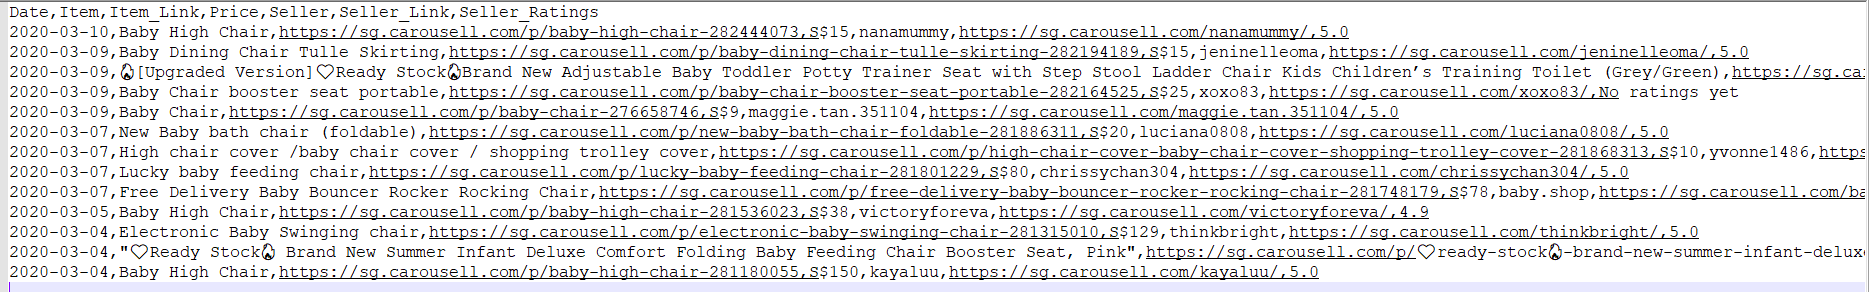 Date,Item,Item_Link,Price,Seller,Seller_Link,Seller_Ratings
2020-03-10,Baby High Chair,https://sg.carousell.com/p/baby-high-chair-282444073,S$15,nanamummy,https://sg.carousell.com/nanamummy/,5.0
2020-03-09,Baby Dining Chair Tulle Skirting,https://sg.carousell.com/p/baby-dining-chair-tulle-skirting-282194189,S$15,jeninelleoma,https://sg.carousell.com/jeninelleoma/,5.0
2020-03-09,🔥[Upgraded Version]♡Ready Stock🔥Brand New Adjustable Baby Toddler Potty Trainer Seat with Step Stool Ladder Chair Kids Children’s Training Toilet (Grey/Green),https://sg.ca
2020-03-09,Baby Chair booster seat portable,https://sg.carousell.com/p/baby-chair-booster-seat-portable-282164525,S$25,xoxo83,https://sg.carousell.com/xoxo83/,No ratings yet
2020-03-09,Baby Chair,https://sg.carousell.com/p/baby-chair-276658746,S$9,maggie.tan.351104,https://sg.carousell.com/maggie.tan.351104/,5.0
2020-03-07,New Baby bath chair (foldable),https://sg.carousell.com/p/new-baby-bath-chair-foldable-281886311,S$20,luciana0808,https://sg.carousell.com/luciana0808/,5.0
2020-03-07,High chair cover /baby chair cover / shopping trolley cover,https://sg.carousell.com/p/high-chair-cover-baby-chair-cover-shopping-trolley-cover-281868313,S$10,yvonne1486,https
2020-03-07,Lucky baby feeding chair,https://sg.carousell.com/p/lucky-baby-feeding-chair-281801229,S$80,chrissychan304,https://sg.carousell.com/chrissychan304/,5.0
2020-03-07,Free Delivery Baby Bouncer Rocker Rocking Chair,https://sg.carousell.com/p/free-delivery-baby-bouncer-rocker-rocking-chair-281748179,S$78,baby.shop,https://sg.carousell.com/ba
2020-03-05,Baby High Chair,https://sg.carousell.com/p/baby-high-chair-281536023,S$38,victoryforeva,https://sg.carousell.com/victoryforeva/,4.9
2020-03-04,Electronic Baby Swinging chair,https://sg.carousell.com/p/electronic-baby-swinging-chair-281315010,S$129,thinkbright,https://sg.carousell.com/thinkbright/,5.0
2020-03-04,"♡Ready Stock🔥 Brand New Summer Infant Deluxe Comfort Folding Baby Feeding Chair Booster Seat, Pink",https://sg.carousell.com/p/♡ready-stock🔥-brand-new-summer-infant-delux
2020-03-04,Baby High Chair,https://sg.carousell.com/p/baby-high-chair-281180055,S$150,kayaluu,https://sg.carousell.com/kayaluu/,5.0